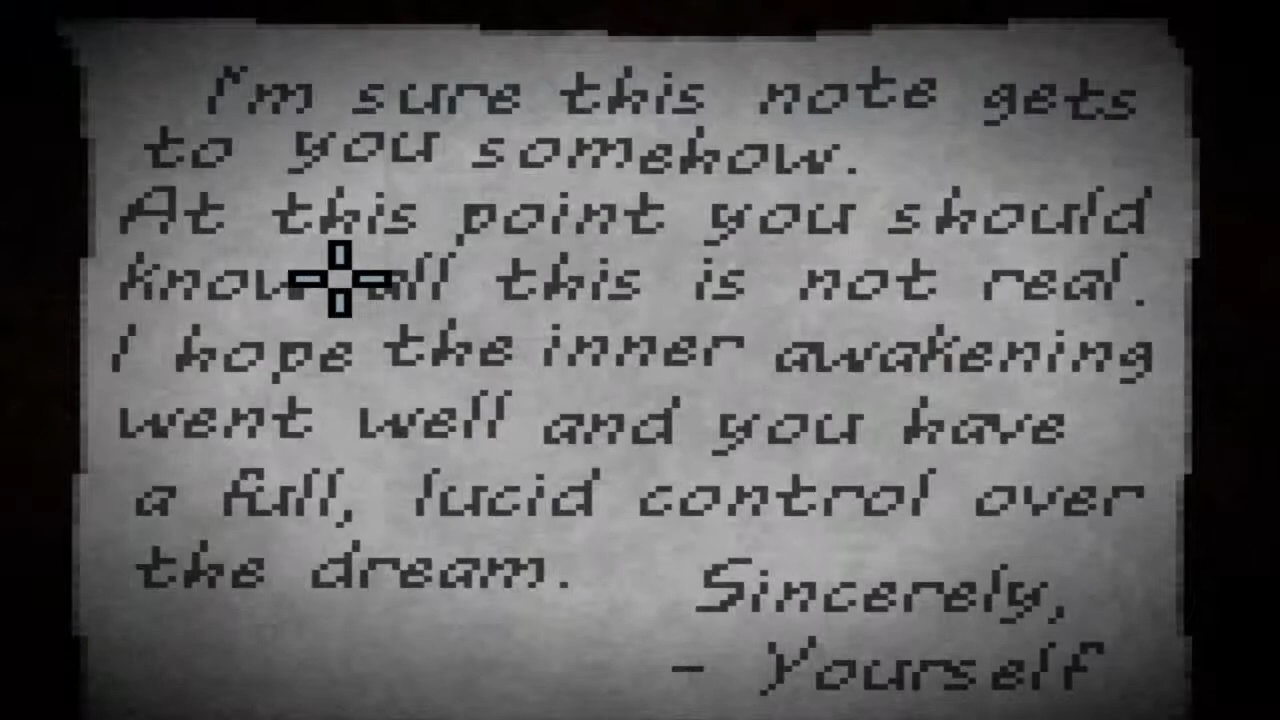 I'm sure this note gets
to you somehow.
At this point you should
know all this is not real.
I hope the inner awakening
went well and you have
a full, lucid control over
the dream.
Sincerely,
- Yourself